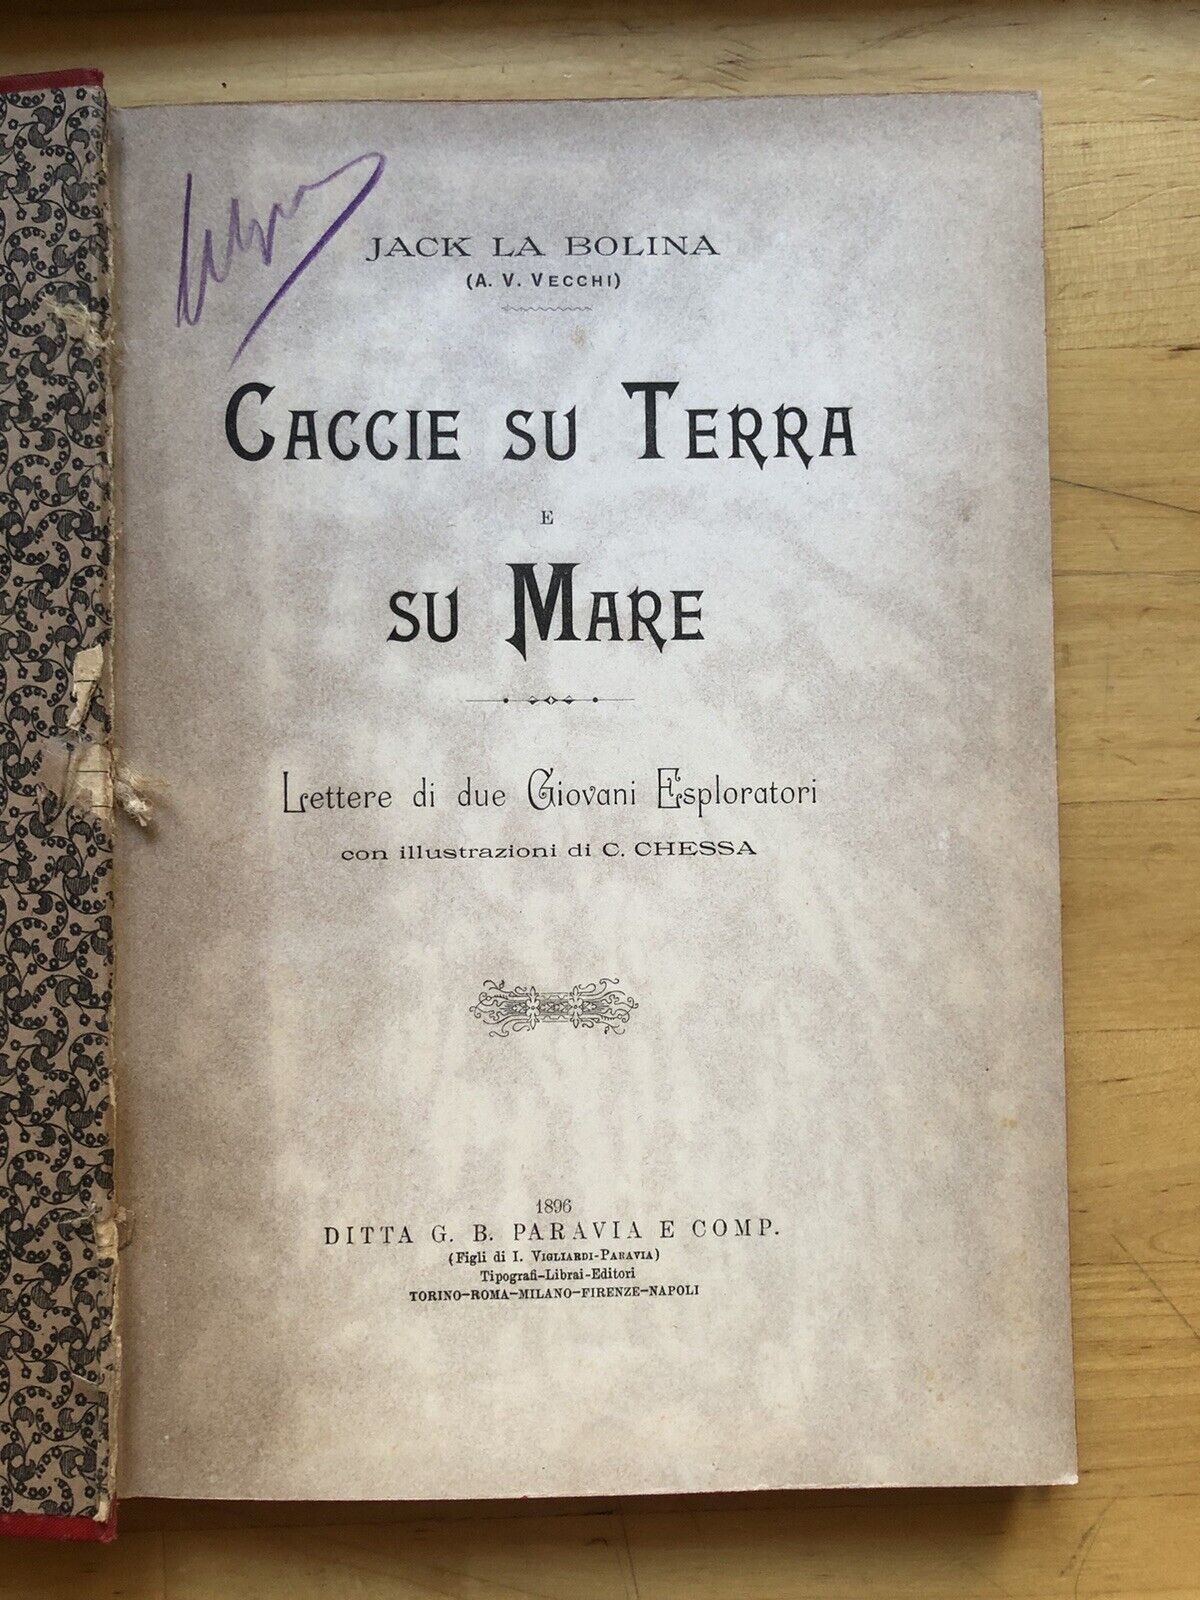 JACK LA BOLINA
(A. V. VECCHI)
CACCIE SU TERRA
E
SU MARE
Lettere di due Giovani Esploratori
con illustrazioni di C. CHESSA
1896
DITTA G. B. PARAVIA E COMP.
(Figli di I. VIGLIARDI-PARAVIA)
Tipografi-Librai-Editori
TORINO-ROMA-MILANO-FIRENZE-NAPOLI